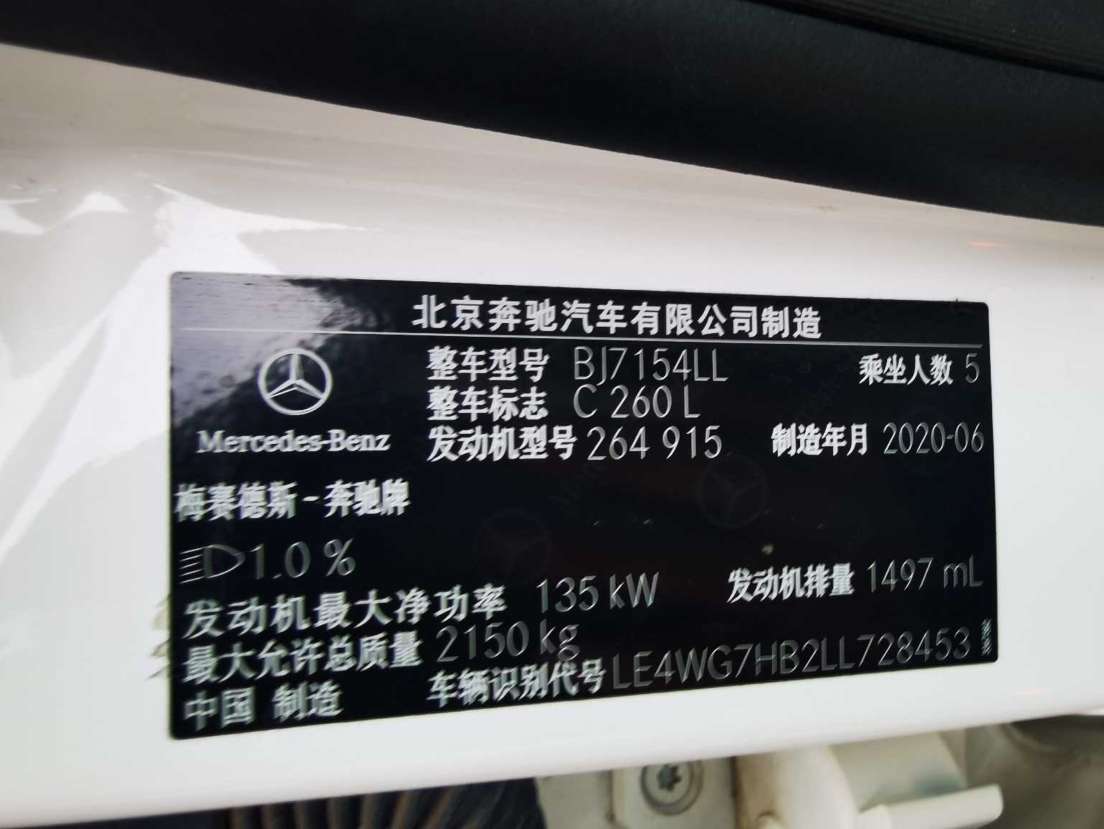 北京奔驰汽车有限公司制造
整车型号 BJ7154LL 乘坐人数 5
整车标志 C 260 L
Mercedes-Benz
发动机型号 264 915 制造年月 2020-06
梅赛德斯-奔驰牌
1.0 %
发动机最大净功率 135 kW 发动机排量 1497 mL
最大允许总质量 2150 kg
中国 制造 车辆识别代号 LE4WG7HB2LL728453